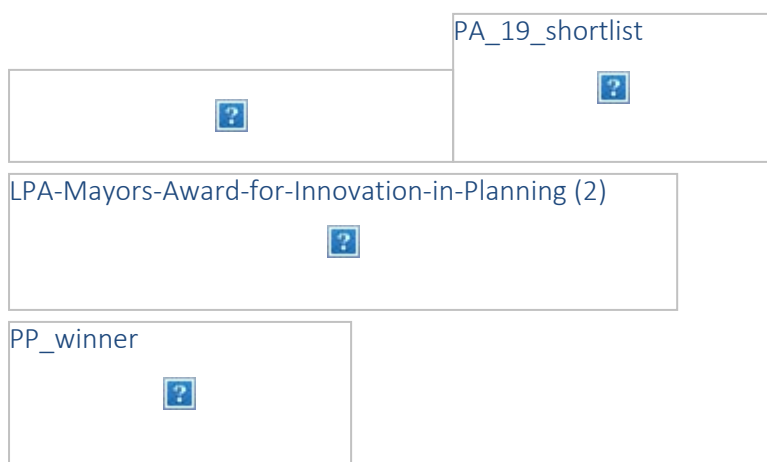 PA_19_shortlist
LPA-Mayors-Award-for-Innovation-in-Planning (2)
PP_winner